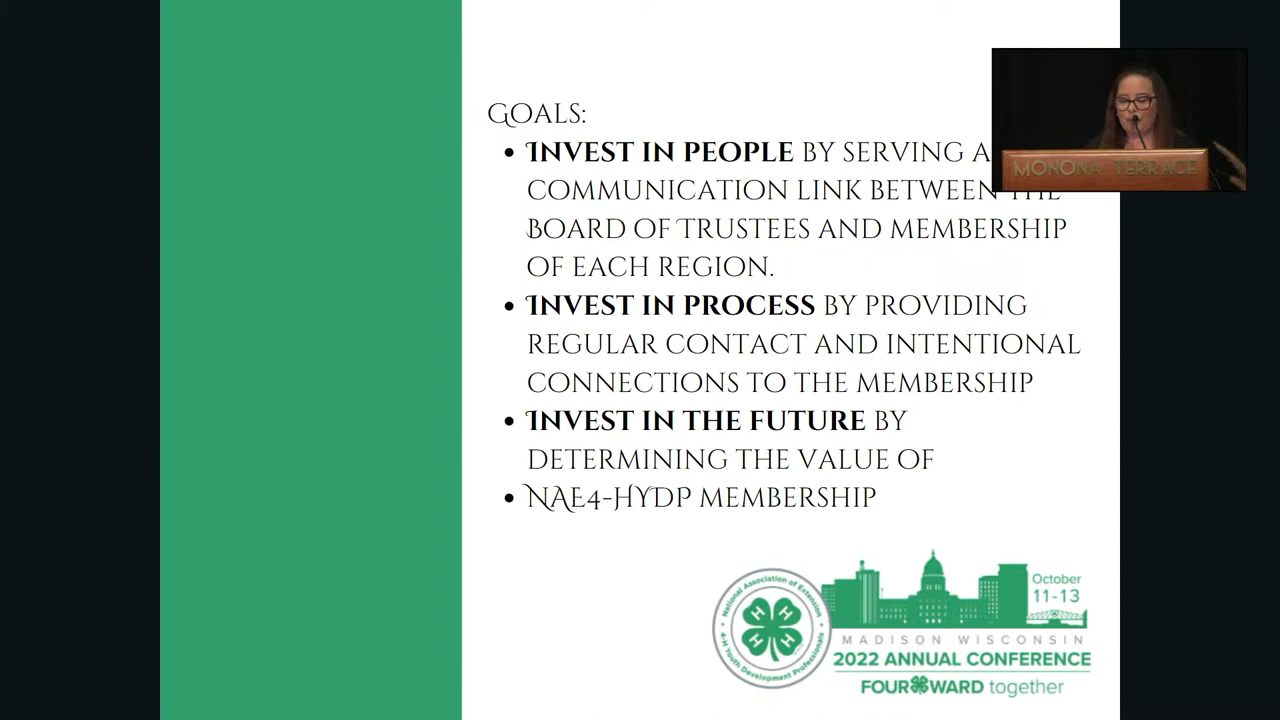 Goals:
• Invest in people by serving a
communication link between the
Board of Trustees and membership
of each region.
• Invest in process by providing
regular contact and intentional
connections to the membership
• Invest in the future by
determining the value of
• NAE4-HYDP membership
MONONA TERRACE
National Association of Extension
4-H Youth Development Professionals
H H
H H
October
11-13
MADISON WISCONSIN
2022 ANNUAL CONFERENCE
FOUR WARD together